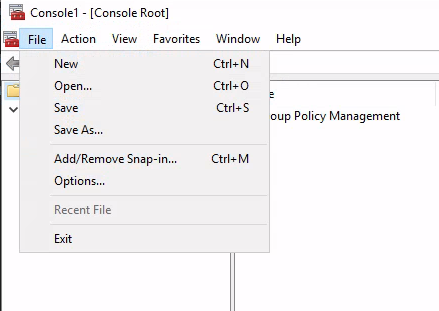 Console1 - [Console Root]
File Action View Favorites Window Help
New Ctrl+N
Open... Ctrl+O
Save Ctrl+S
Save As...
Add/Remove Snap-in... Ctrl+M
Options...
Recent File
Exit
Policy Management